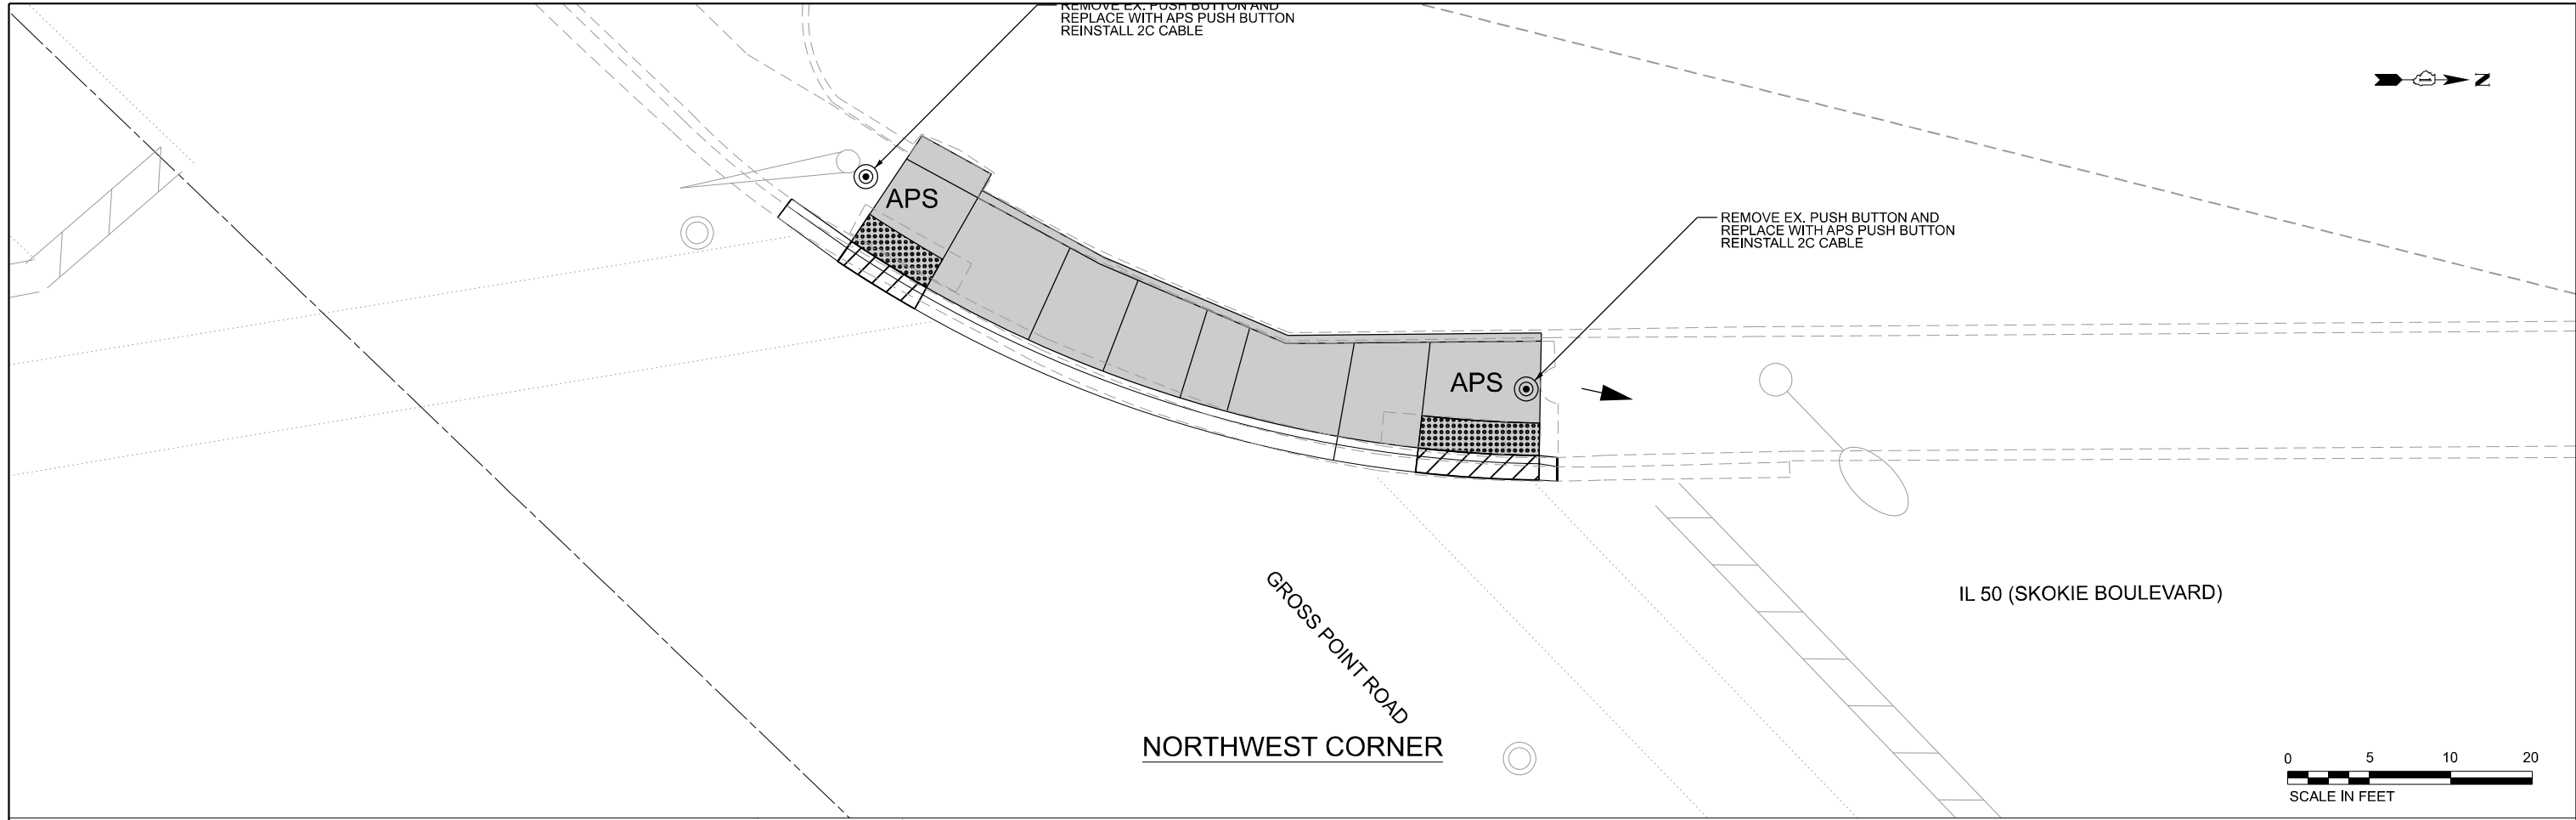 REMOVE EX. PUSH BUTTON AND
REPLACE WITH APS PUSH BUTTON
REINSTALL 2C CABLE
N
APS
REMOVE EX. PUSH BUTTON AND
REPLACE WITH APS PUSH BUTTON
REINSTALL 2C CABLE
APS
IL 50 (SKOKIE BOULEVARD)
GROSS POINT ROAD
NORTHWEST CORNER
0 5 10 20
SCALE IN FEET